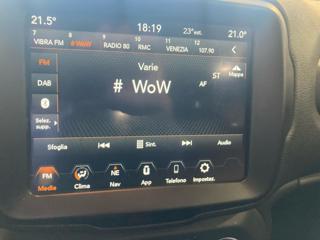 21.5° 18:19 23°est. 21.0°
7 8 9 10 11 12
VIBRA FM # WoW RADIO 80 RMC VENEZIA 107.90
FM Varie Mappa
# WoW AF ST
DAB
Selez.
supp.
Sfoglia Sint. Audio
FM NE
Media Clima Nav App Telefono Impostaz.